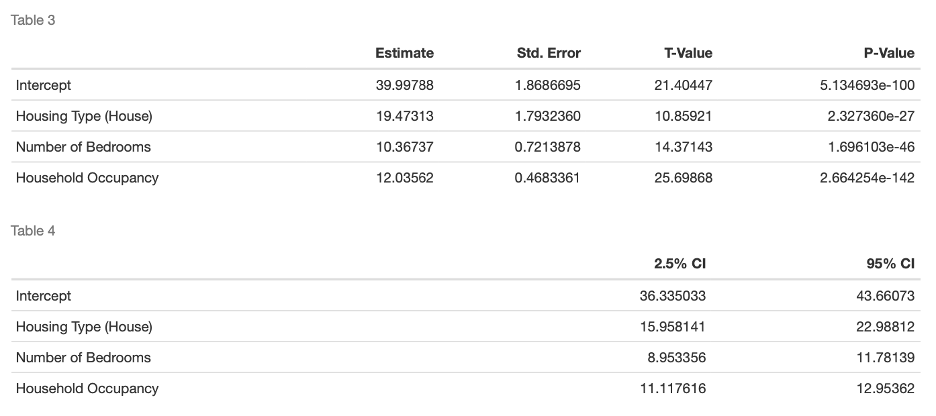 Table 3
Estimate Std. Error T-Value P-Value
Intercept 39.99788 1.8686695 21.40447 5.134693e-100
Housing Type (House) 19.47313 1.7932360 10.85921 2.327360e-27
Number of Bedrooms 10.36737 0.7213878 14.37143 1.696103e-46
Household Occupancy 12.03562 0.4683361 25.69868 2.664254e-142
Table 4
2.5% CI 95% CI
Intercept 36.335033 43.66073
Housing Type (House) 15.958141 22.98812
Number of Bedrooms 8.953356 11.78139
Household Occupancy 11.117616 12.95362